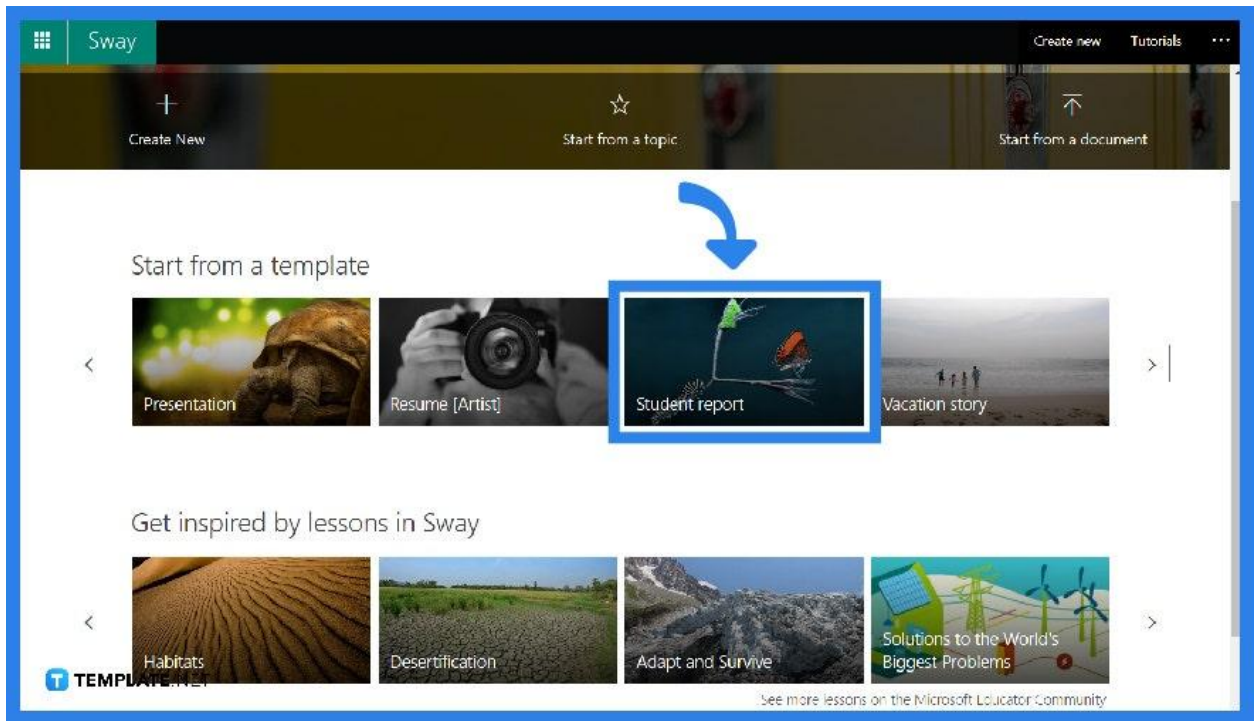 Sway
Create new
Tutorials
Create New
Start from a topic
Start from a document
Start from a template
Presentation
Resume [Artist]
Student report
Vacation story
Get inspired by lessons in Sway
Habitats
Desertification
Adapt and Survive
Solutions to the World's
Biggest Problems
T TEMPLATE.NET
See more lessons on the Microsoft Educator Community